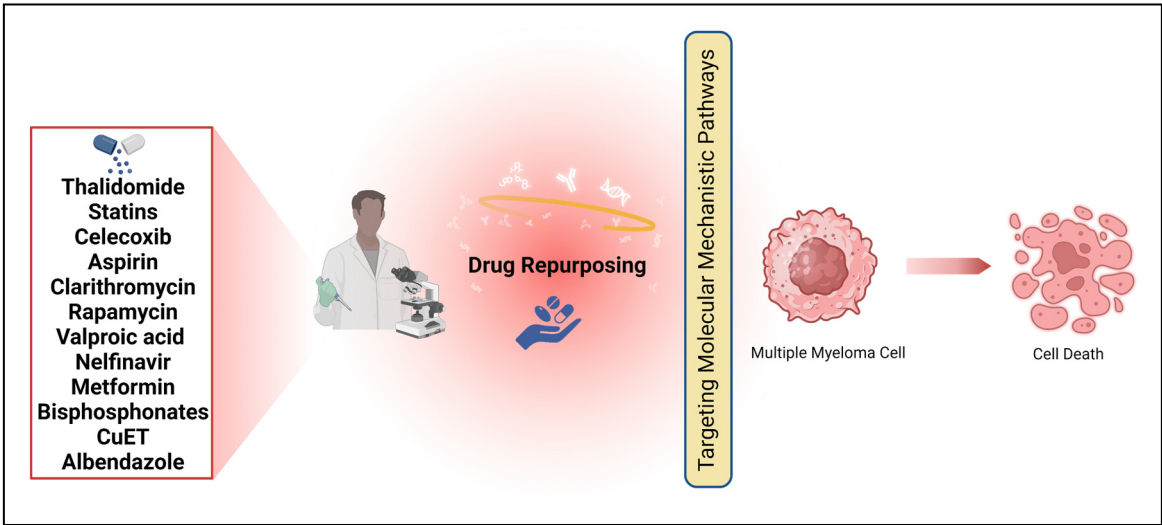 Thalidomide
Statins
Celecoxib
Aspirin
Clarithromycin
Rapamycin
Valproic acid
Nelfinavir
Metformin
Bisphosphonates
CuET
Albendazole
Drug Repurposing
Targeting Molecular Mechanistic Pathways
Multiple Myeloma Cell
Cell Death